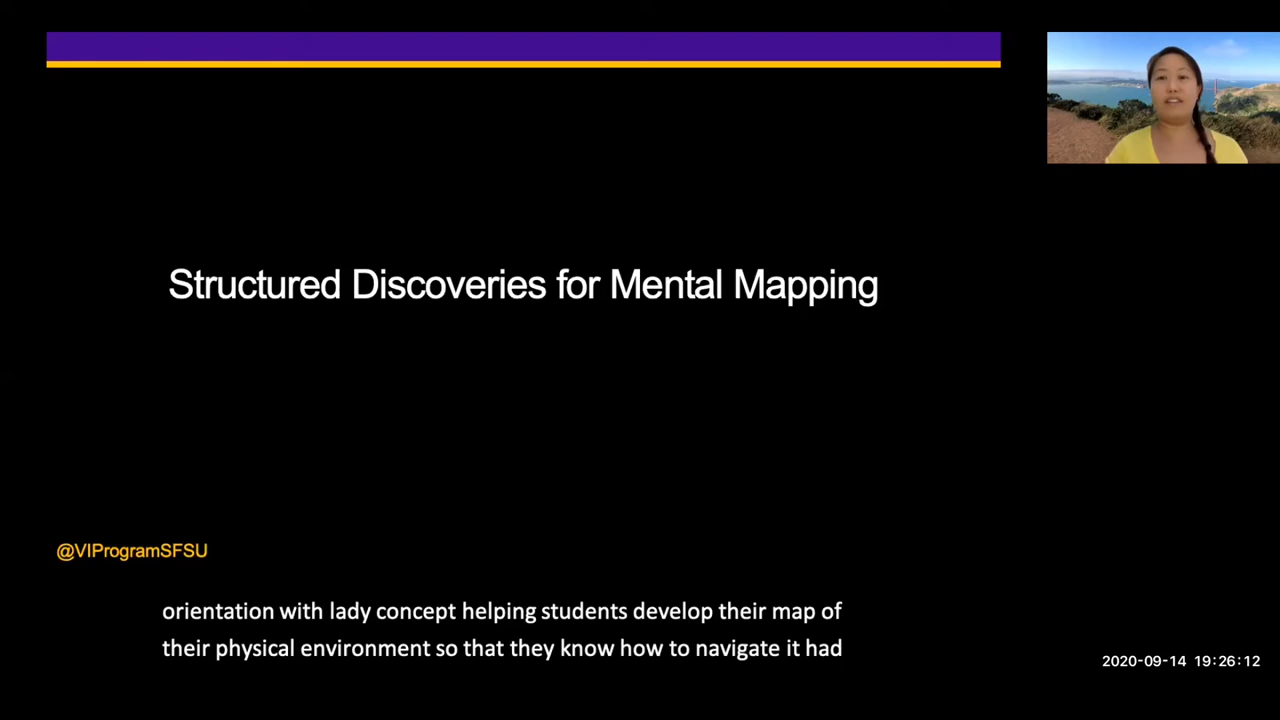 Structured Discoveries for Mental Mapping
@VIProgramSFSU
orientation with lady concept helping students develop their map of
their physical environment so that they know how to navigate it had
2020-09-14 19:26:12